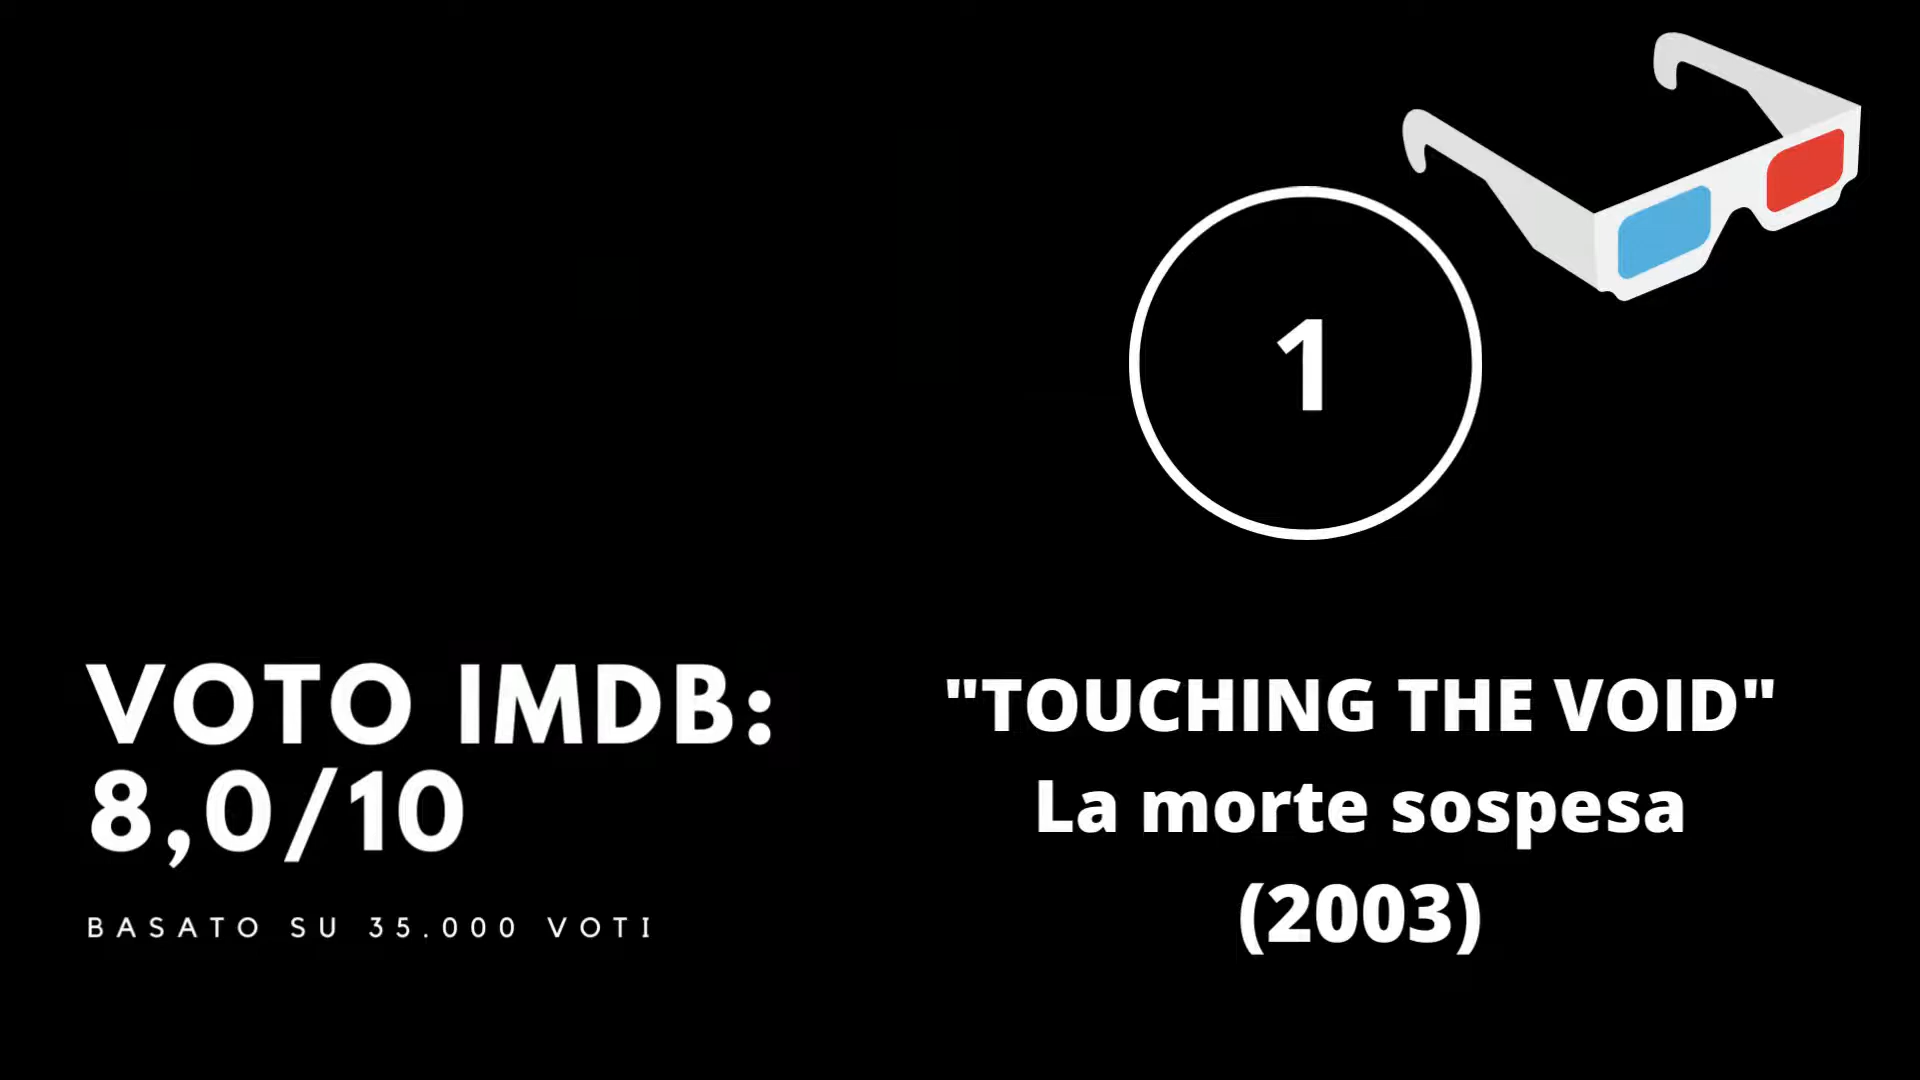 1
VOTO IMDB:
8,0/10
BASATO SU 35.000 VOTI
"TOUCHING THE VOID"
La morte sospesa
(2003)